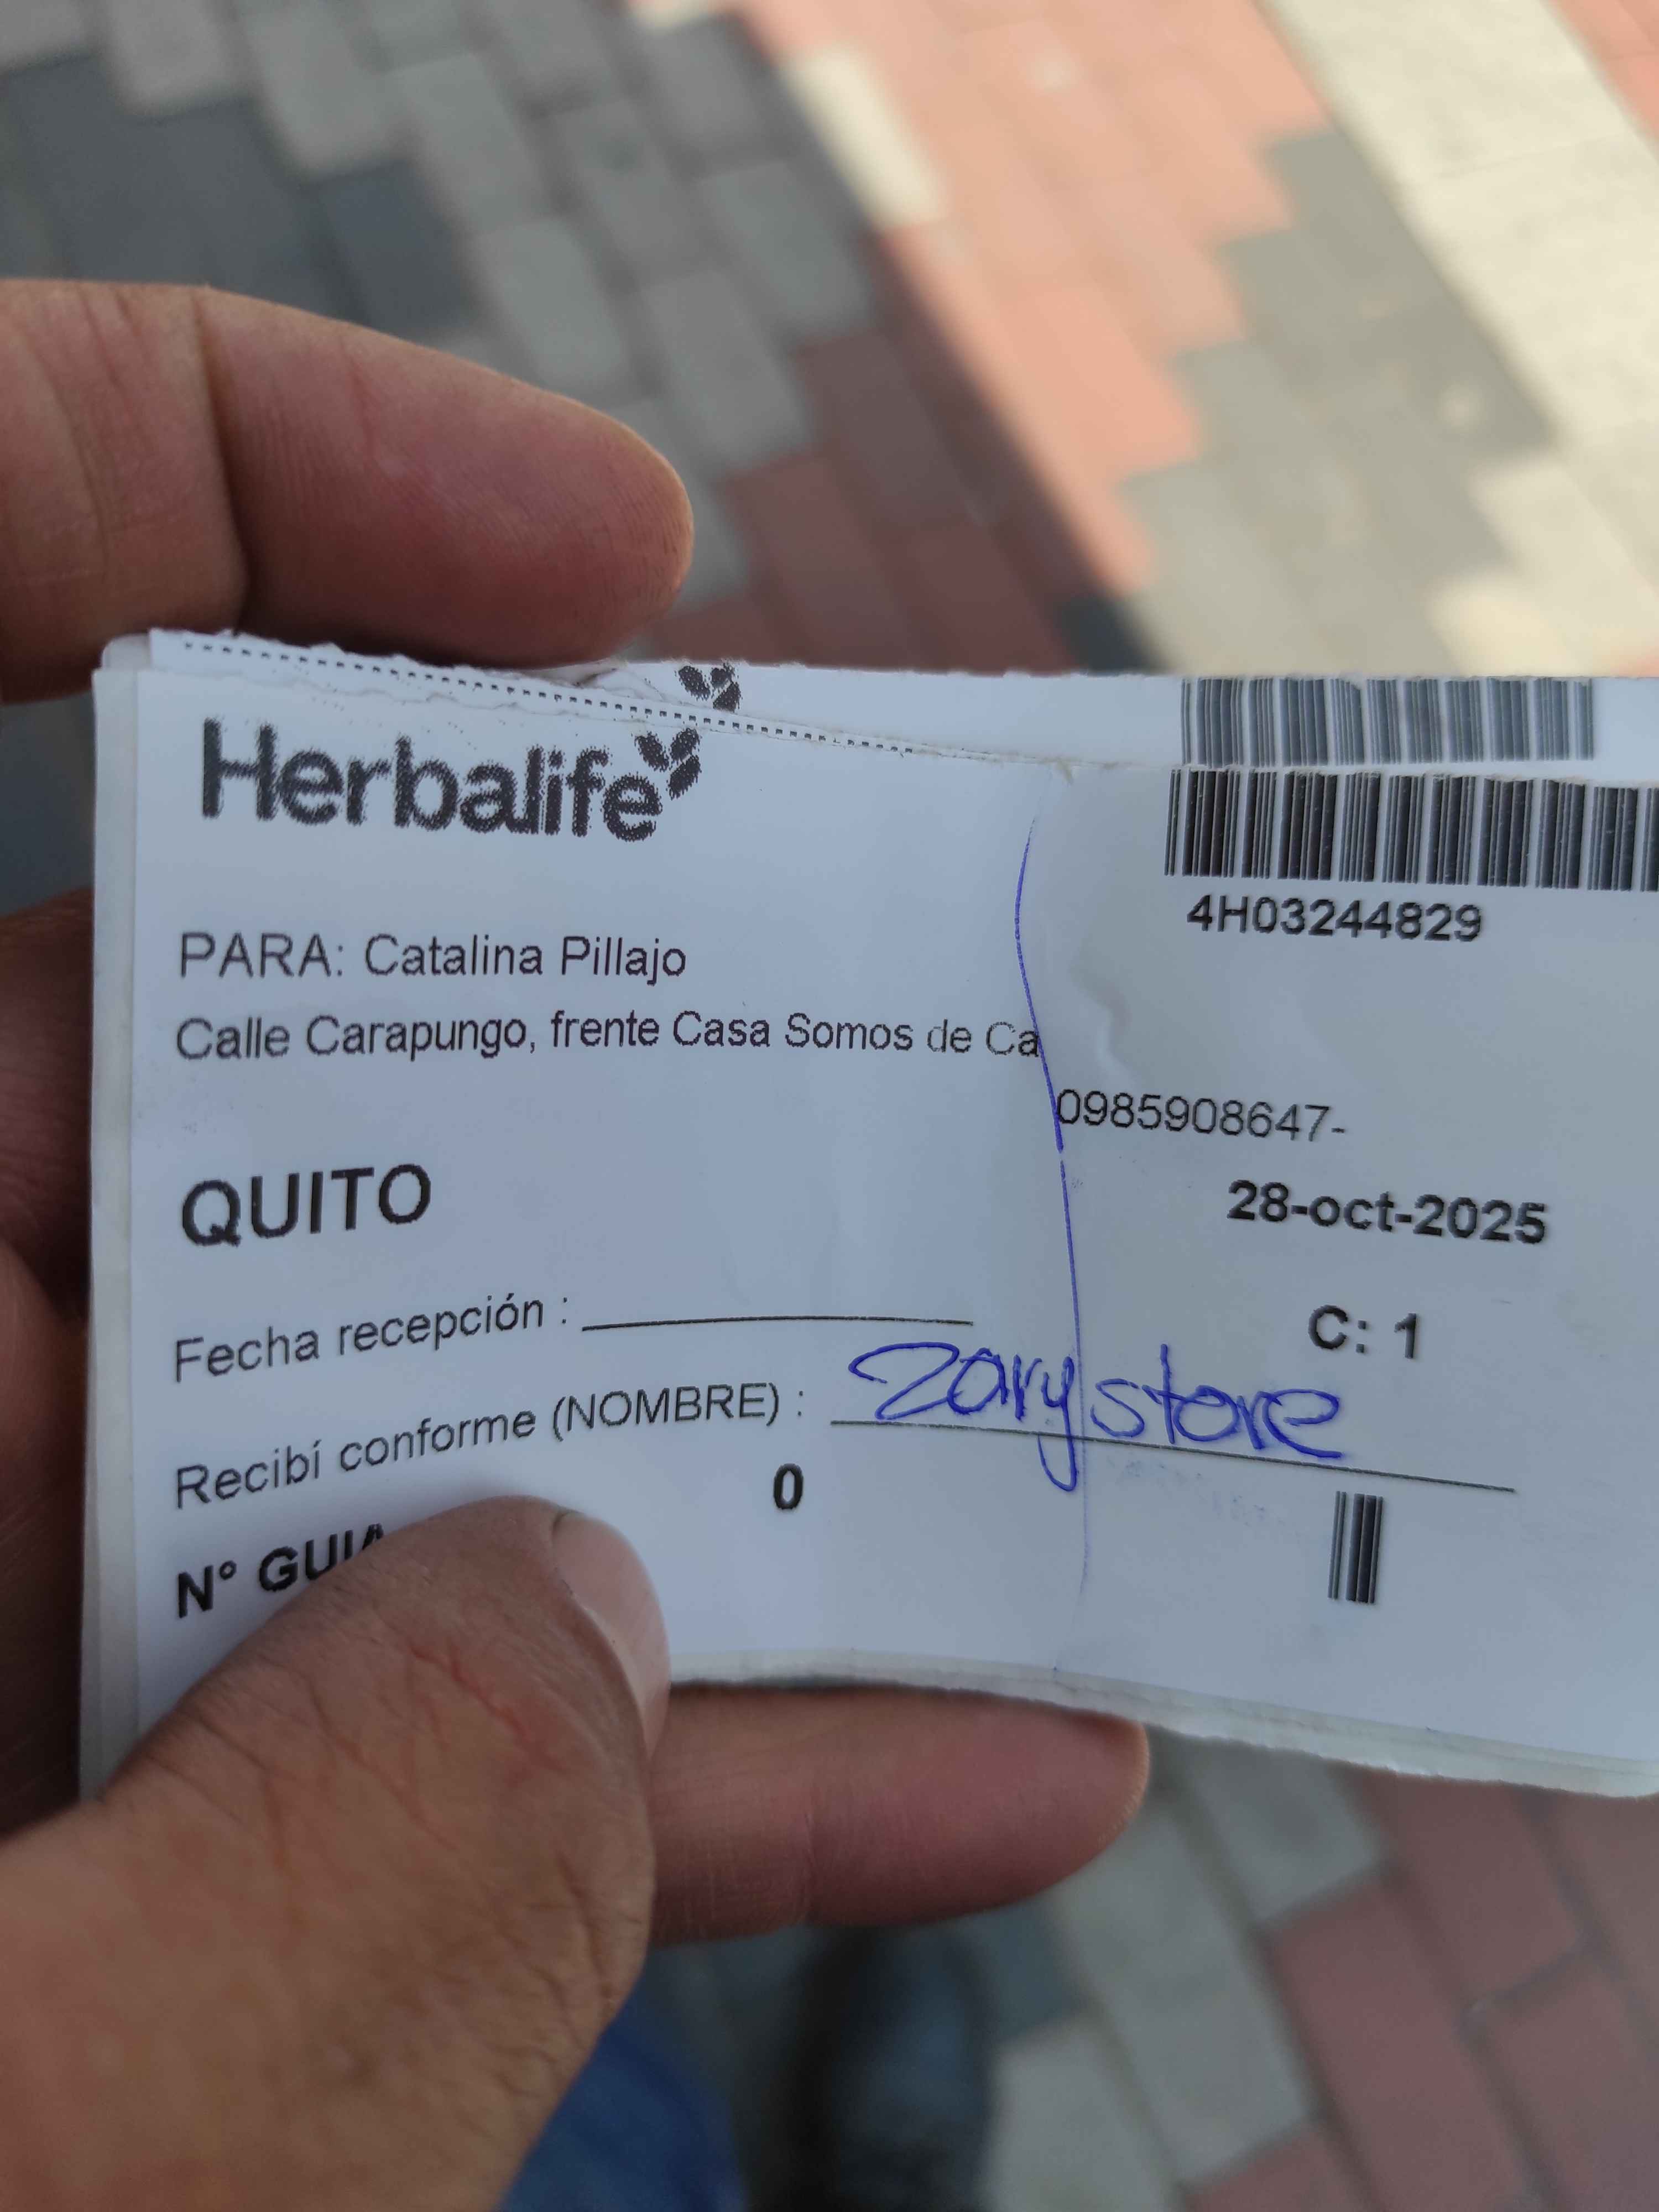 Herbalife
4H03244829
PARA: Catalina Pillajo
Calle Carapungo, frente Casa Somos de Ca
0985908647-
QUITO
28-oct-2025
Fecha recepción :
C: 1
Recibí conforme (NOMBRE) : Zary store
0
N° GUIA